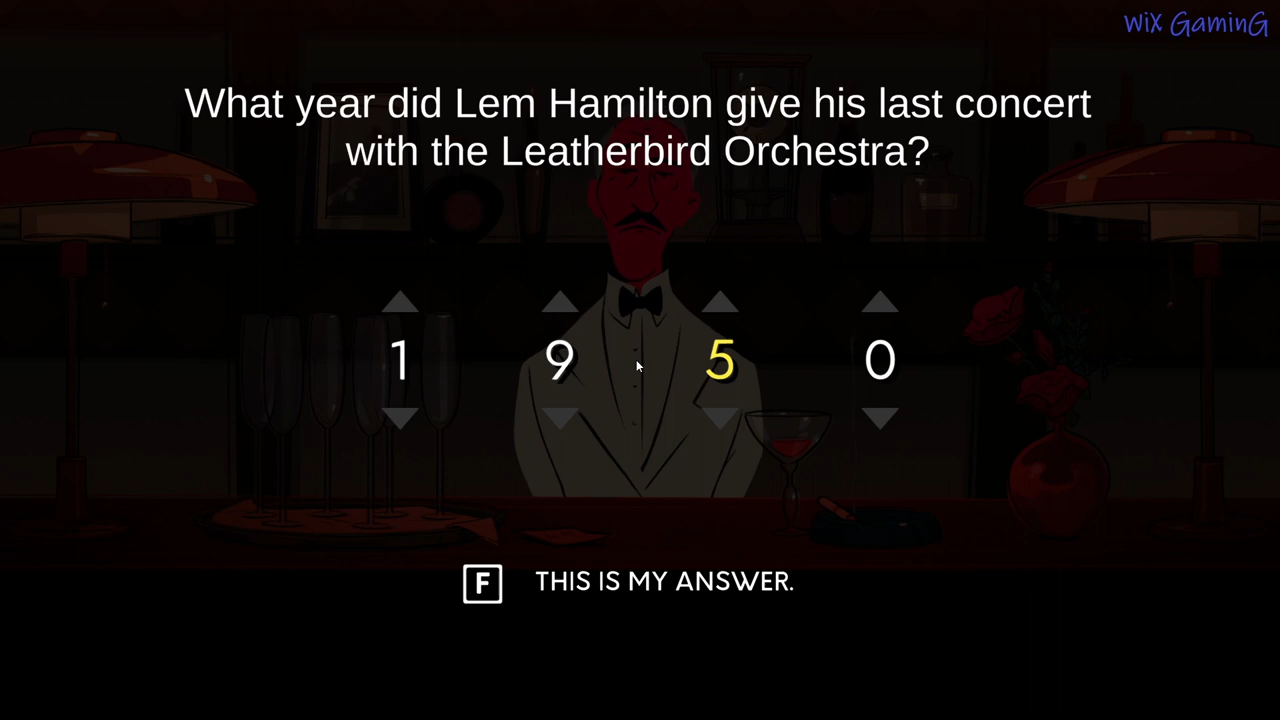 WiX GaminG
What year did Lem Hamilton give his last concert
with the Leatherbird Orchestra?
1 9 5 0
F THIS IS MY ANSWER.